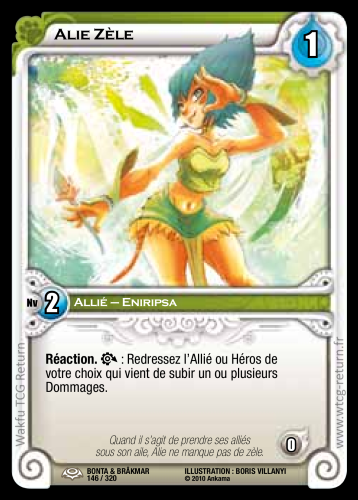 ALIE ZÈLE
1
Nv 2 ALLIÉ – ENIRIPSA
Réaction. : Redressez l'Allié ou Héros de
votre choix qui vient de subir un ou plusieurs
Dommages.
Quand il s'agit de prendre ses alliés
sous son aile, Alie ne manque pas de zèle.
0
BONTA & BRÂKMAR
146 / 320
ILLUSTRATION : BORIS VILLANYI
© 2010 Ankama
Wakfu TCG Return
www.wtcg-return.fr